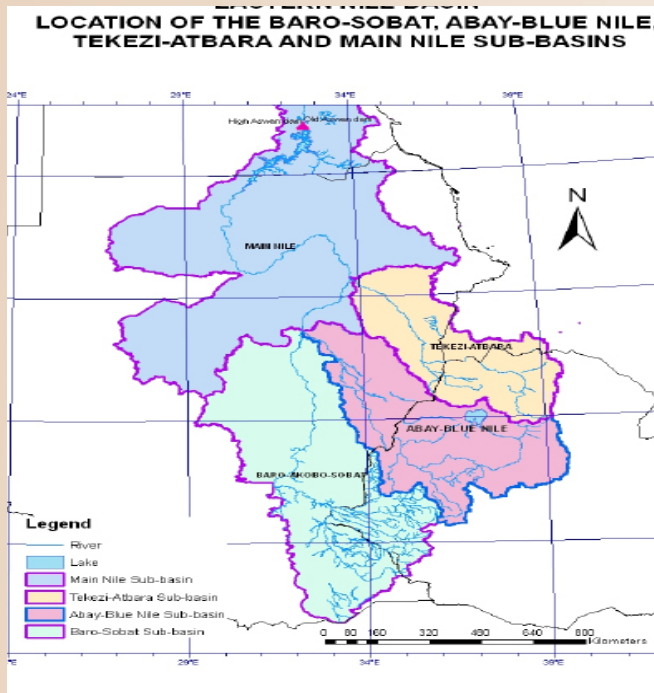 EASTERN NILE BASIN
LOCATION OF THE BARO-SOBAT, ABAY-BLUE NILE,
TEKEZI-ATBARA AND MAIN NILE SUB-BASINS
24°E 29°E 34°E 39°E
High Aswan dam Old Aswan dam
N
MAIN NILE
TEKEZI-ATBARA
ABAY-BLUE NILE
BARO-AKOBO-SOBAT
Legend
River
Lake
Main Nile Sub-basin
Tekezi-Atbara Sub-basin
Abay-Blue Nile Sub-basin
Baro-Sobat Sub-basin
0 80 160 320 480 640 800
Kilometers
29°E 34°E 39°E